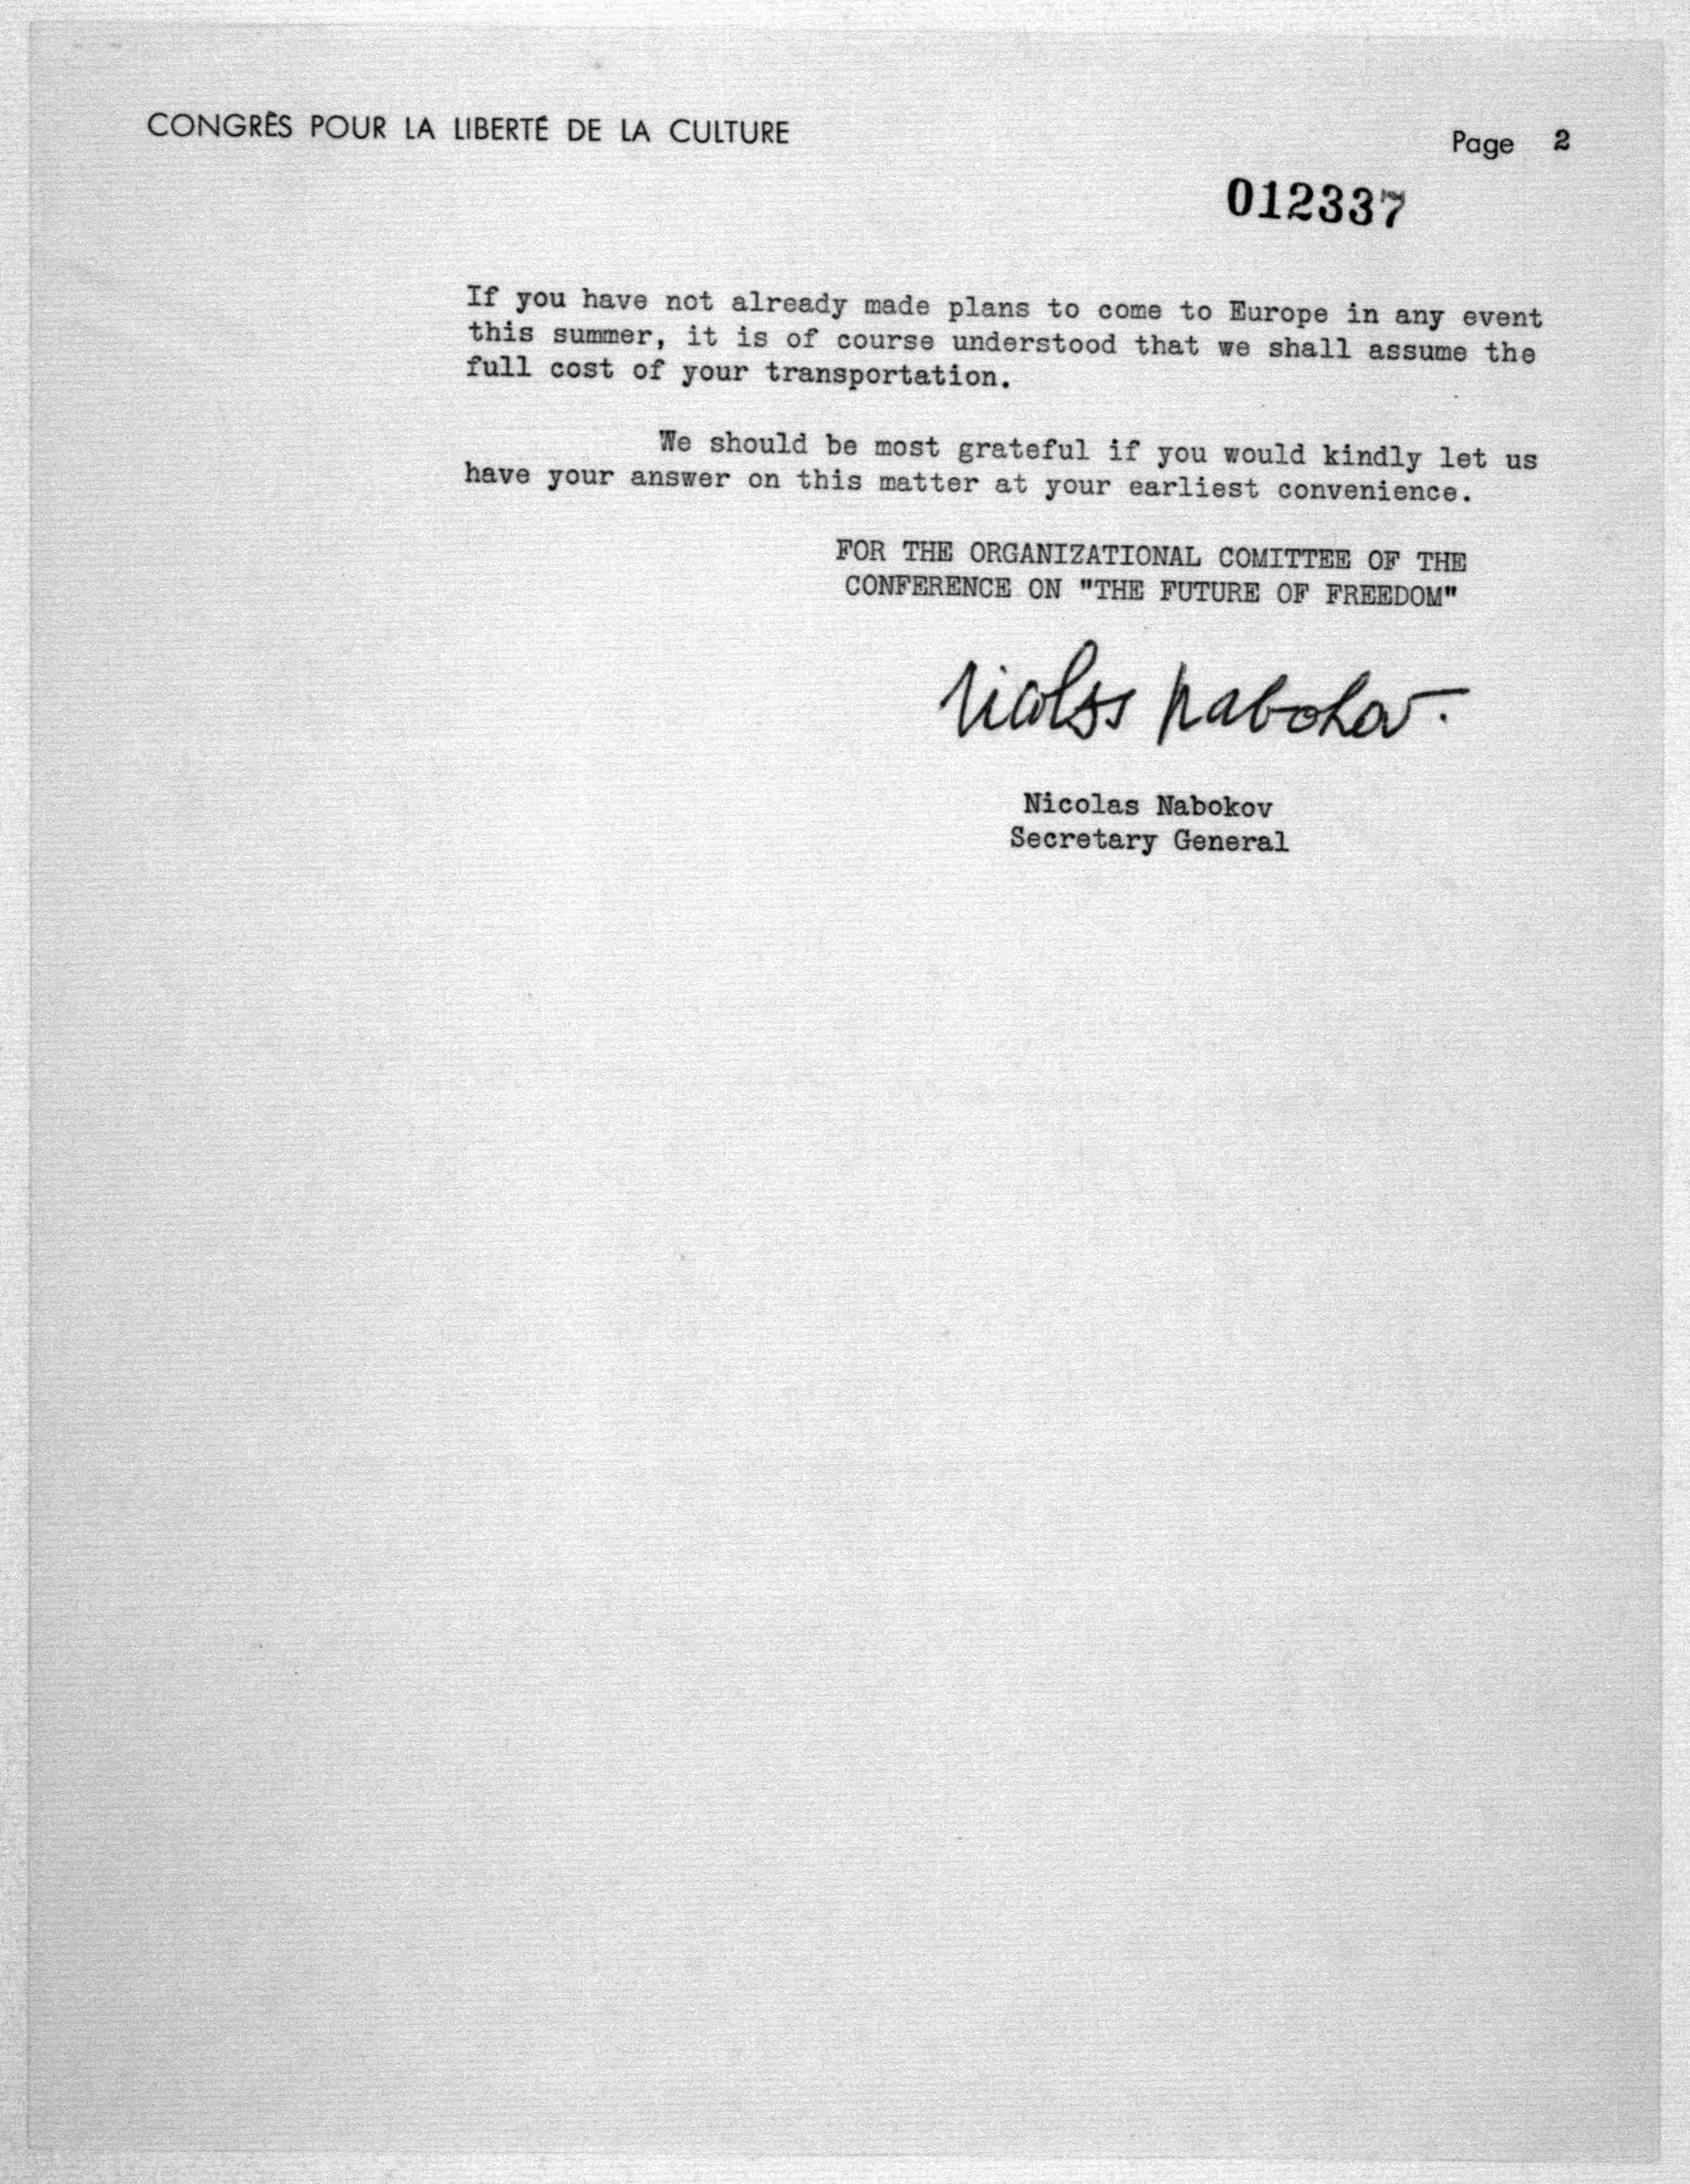 CONGRÈS POUR LA LIBERTÉ DE LA CULTURE
Page 2
012337
If you have not already made plans to come to Europe in any event
this summer, it is of course understood that we shall assume the
full cost of your transportation.
We should be most grateful if you would kindly let us
have your answer on this matter at your earliest convenience.
FOR THE ORGANIZATIONAL COMITTEE OF THE
CONFERENCE ON "THE FUTURE OF FREEDOM"
Nicolas Nabokov.
Nicolas Nabokov
Secretary General